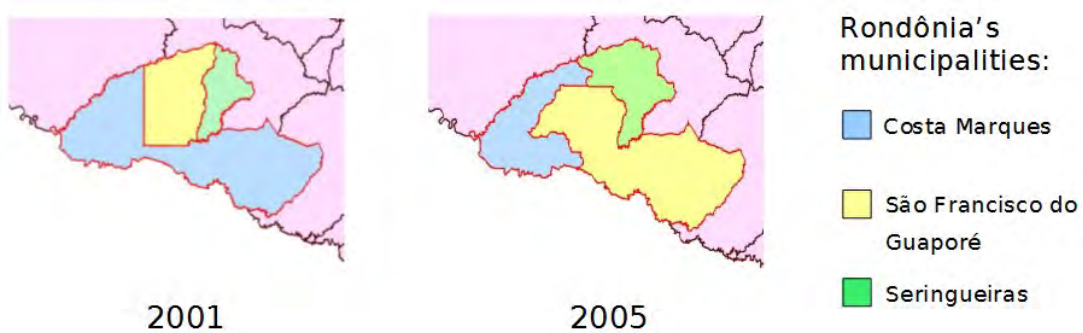 2001
2005
Rondônia's
municipalities:
Costa Marques
São Francisco do
Guaporé
Seringueiras